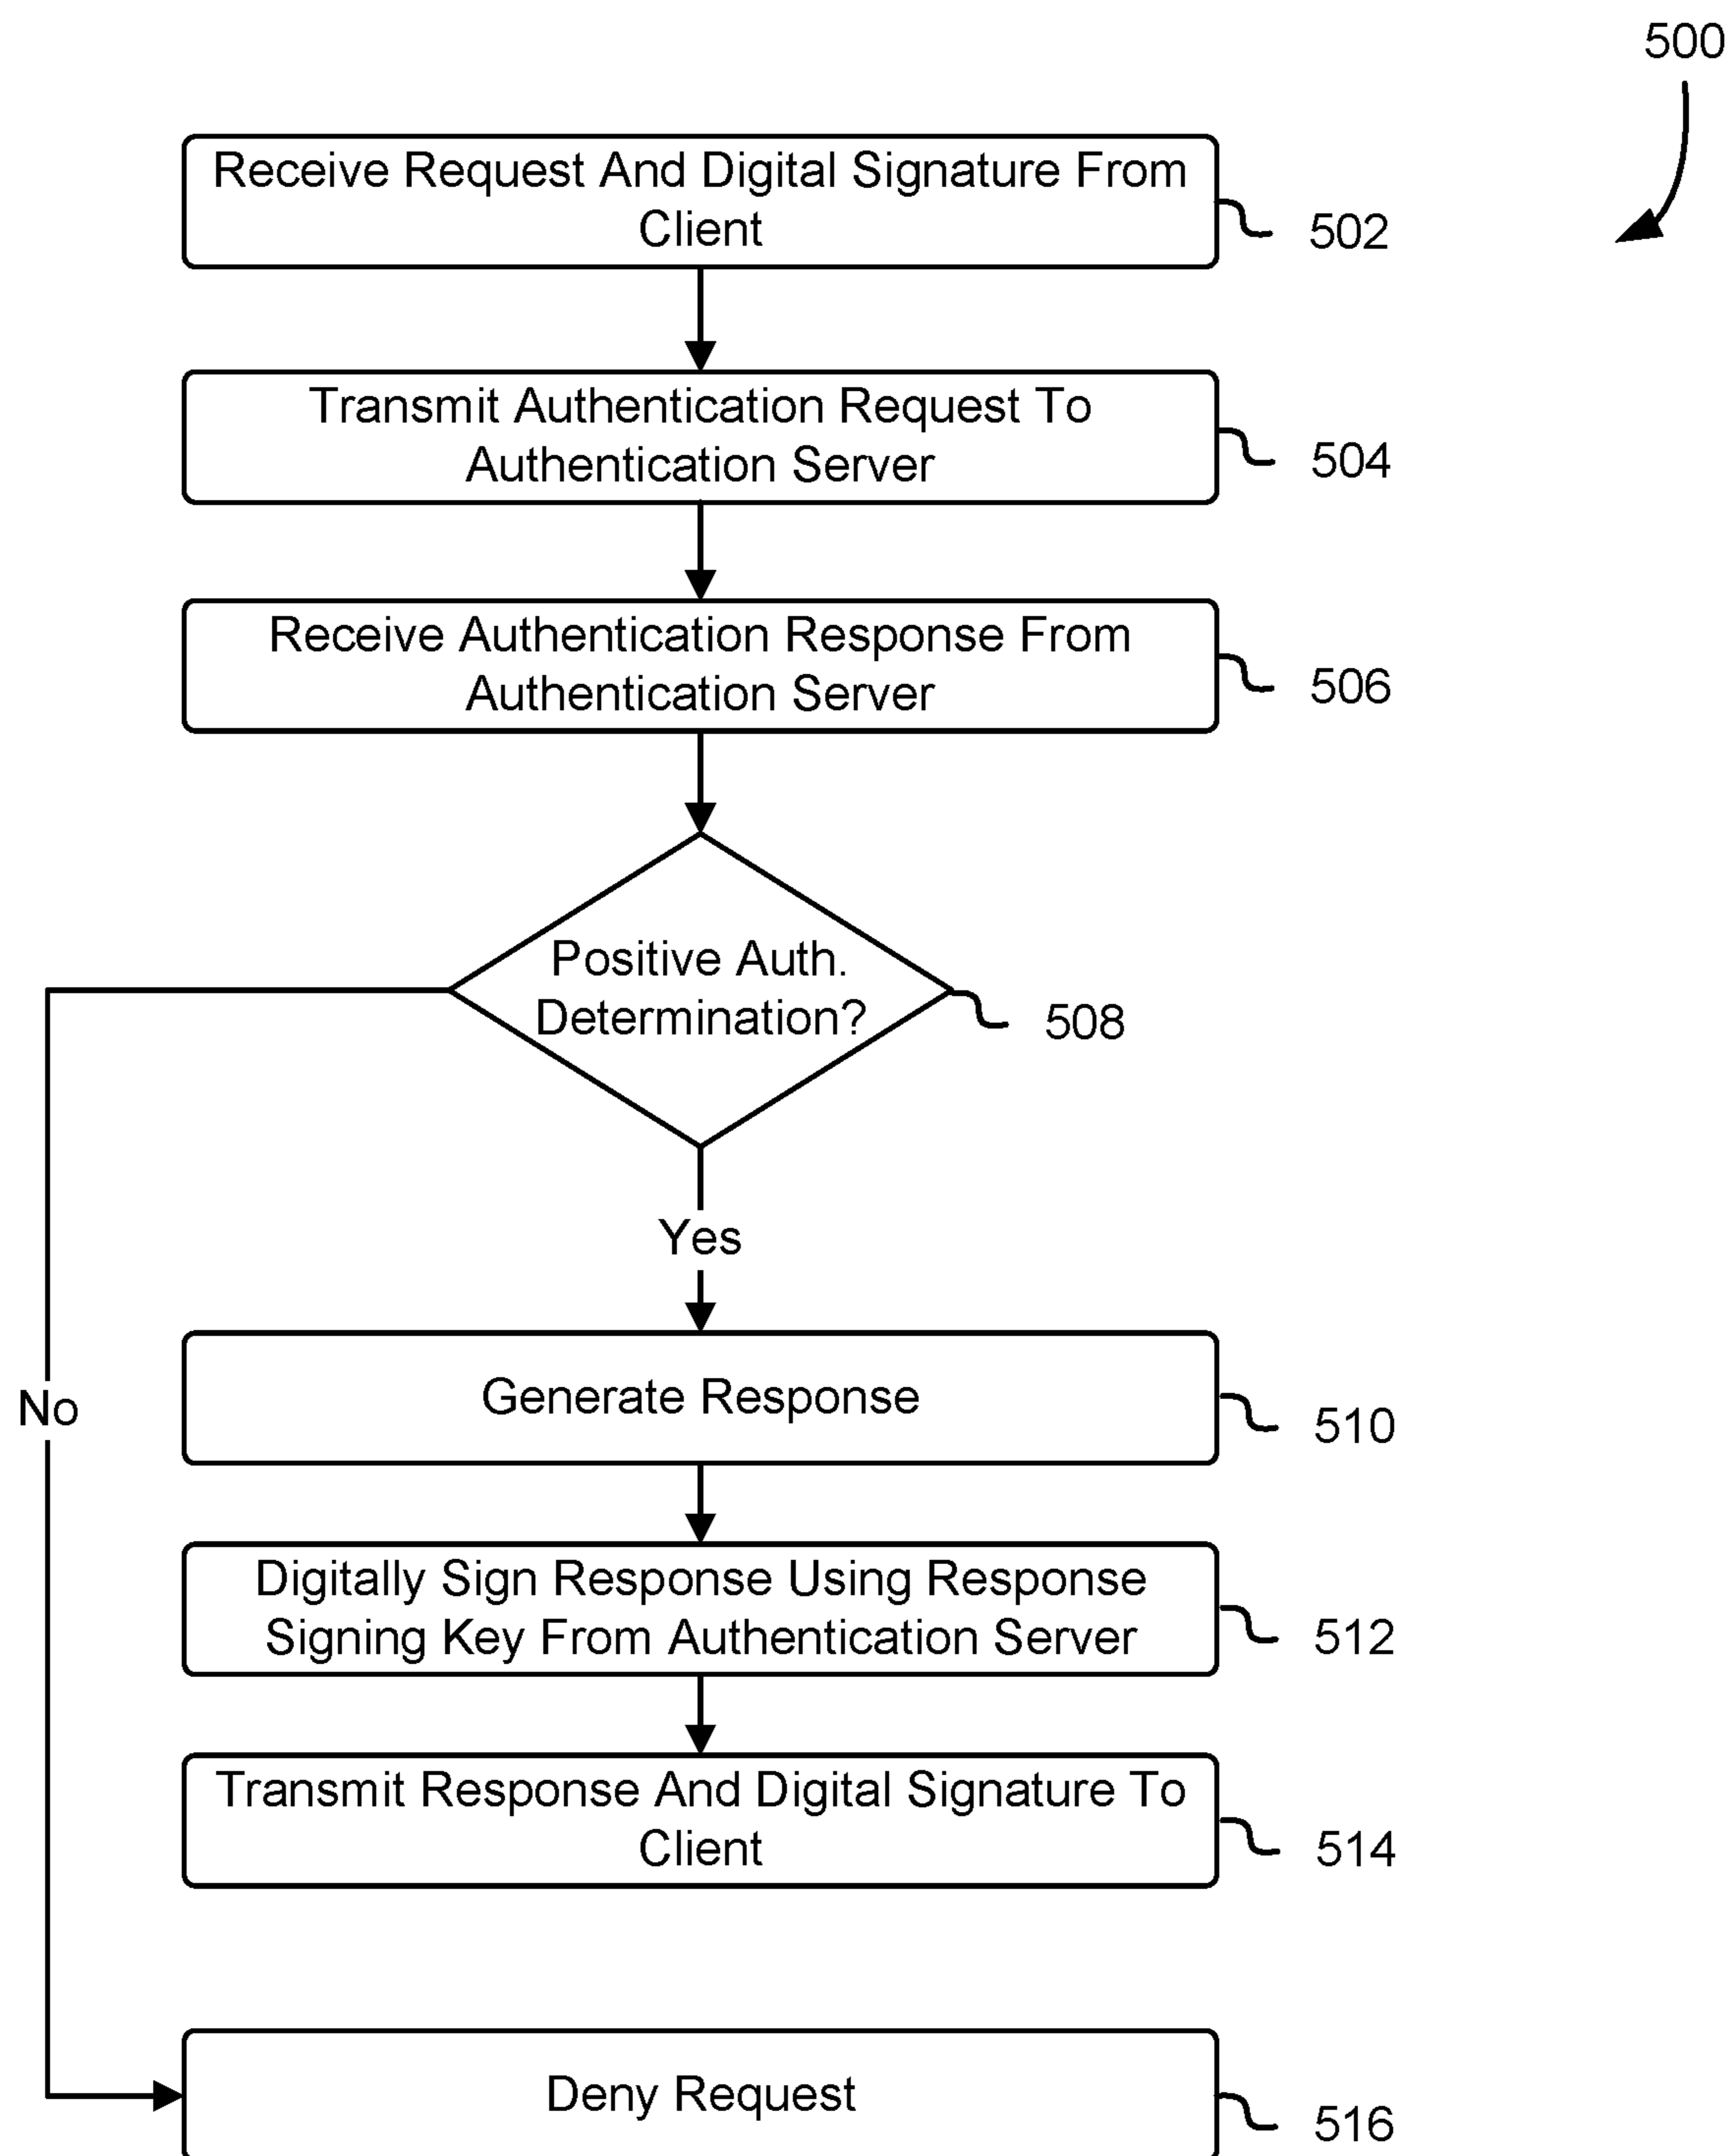 500
Receive Request And Digital Signature From
Client
502
Transmit Authentication Request To
Authentication Server
504
Receive Authentication Response From
Authentication Server
506
Positive Auth.
Determination?
508
Yes
No
Generate Response
510
Digitally Sign Response Using Response
Signing Key From Authentication Server
512
Transmit Response And Digital Signature To
Client
514
Deny Request
516